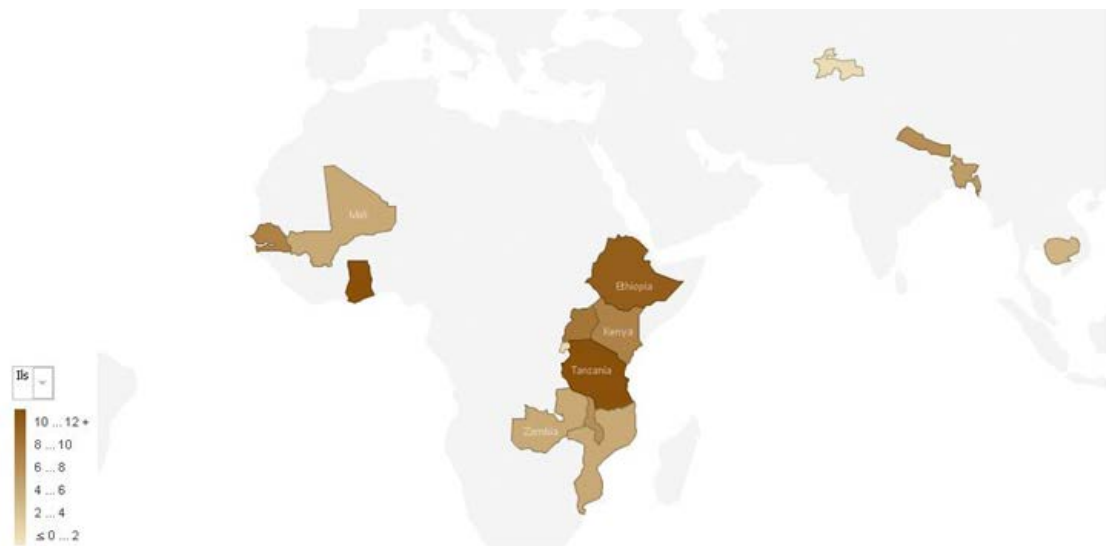 Mali
Ethiopia
Kenya
Tanzania
Zambia
Ils
10 ... 12 +
8 ... 10
6 ... 8
4 ... 6
2 ... 4
≤ 0 ... 2